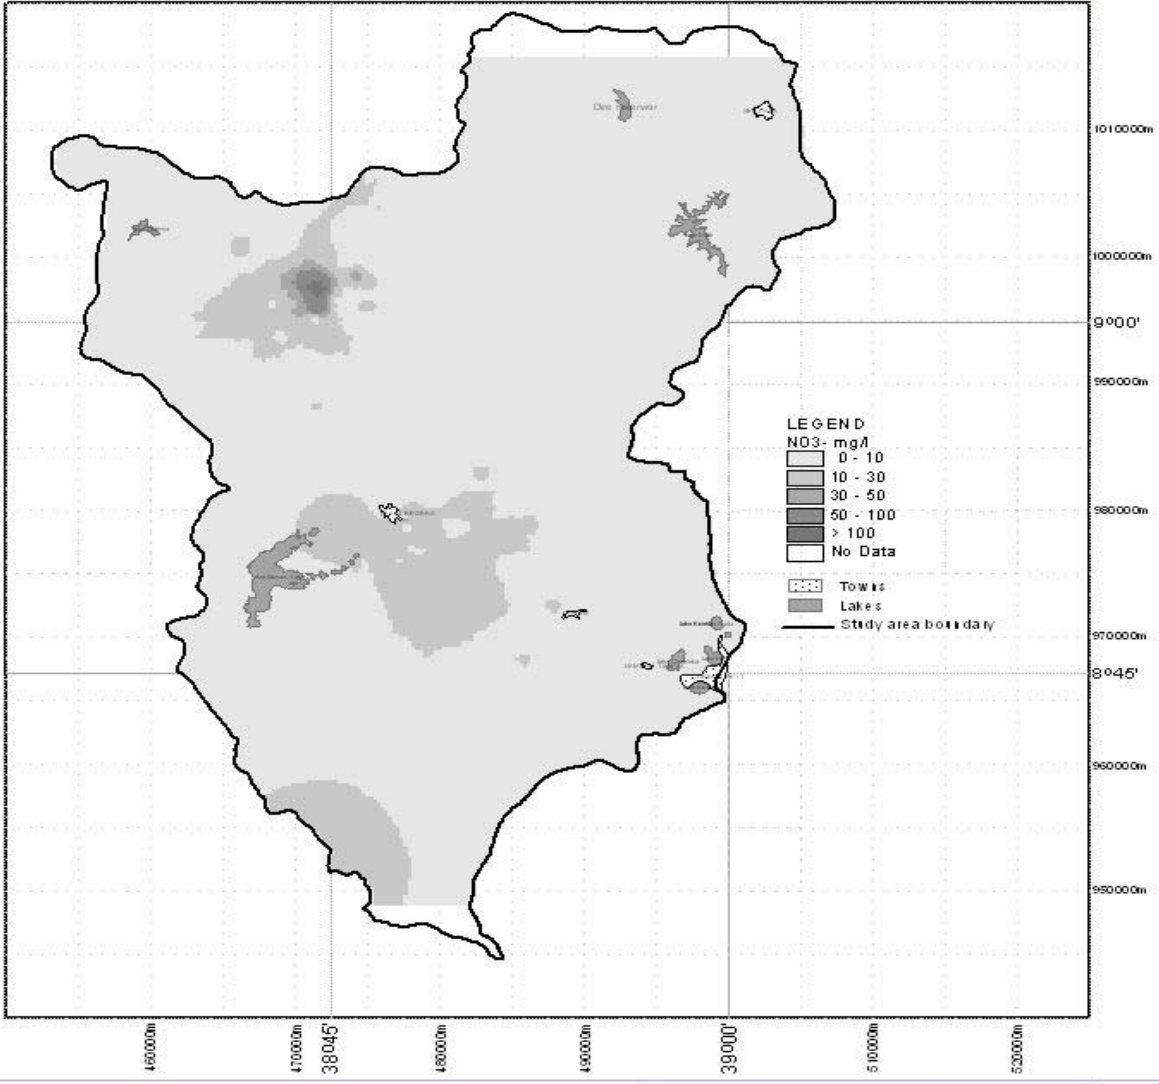 1010000m
1000000m
9°00'
990000m
LEGEND
NO3- mg/l
0 - 10
10 - 30
30 - 50
50 - 100
> 100
No Data
980000m
Towns
Lakes
Study area boundary
970000m
8°45'
960000m
950000m
460000m
470000m
38°45'
480000m
490000m
39°00'
510000m
520000m